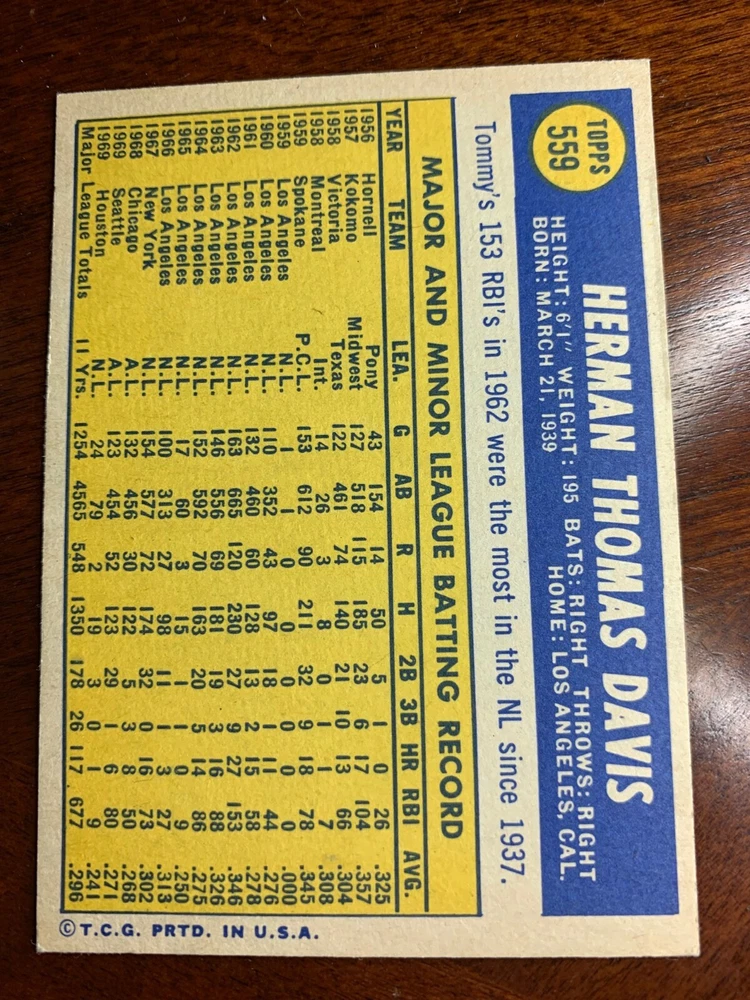 TOPPS
559
HERMAN THOMAS DAVIS
HEIGHT: 6'1" WEIGHT: 195 BATS: RIGHT THROWS: RIGHT
BORN: MARCH 21, 1939 HOME: LOS ANGELES, CAL.
Tommy's 153 RBI's in 1962 were the most in the NL since 1937.
MAJOR AND MINOR LEAGUE BATTING RECORD
YEAR TEAM LEA. G AB R H 2B 3B HR RBI AVG.
1956 Hornell Pony 43 154 14 50 5 1 0 26 .325
1957 Kokomo Midwest 127 518 115 185 23 6 17 104 .357
1958 Victoria Texas 122 461 74 140 21 10 13 66 .304
1958 Montreal Int. 14 26 3 8 0 1 1 7 .308
1959 Spokane P.C.L. 153 612 90 211 32 9 18 78 .345
1959 Los Angeles N.L. 1 1 0 0 0 0 0 0 .000
1960 Los Angeles N.L. 110 352 43 97 18 1 11 44 .276
1961 Los Angeles N.L. 132 460 60 128 13 2 15 58 .278
1962 Los Angeles N.L. 163 665 120 230 27 9 27 153 .346
1963 Los Angeles N.L. 146 556 69 181 19 3 16 88 .326
1964 Los Angeles N.L. 152 592 70 163 20 5 14 86 .275
1965 Los Angeles N.L. 17 60 3 15 1 1 0 9 .250
1966 Los Angeles N.L. 100 313 27 98 11 1 3 27 .313
1967 New York N.L. 154 577 72 174 32 0 16 73 .302
1968 Chicago A.L. 132 456 30 122 5 3 8 50 .268
1969 Seattle A.L. 123 454 52 123 29 1 6 80 .271
1969 Houston N.L. 24 79 2 19 3 0 1 9 .241
Major League Totals 11 Yrs. 1254 4565 548 1350 178 26 117 677 .296
© T.C.G. PRTD. IN U.S.A.